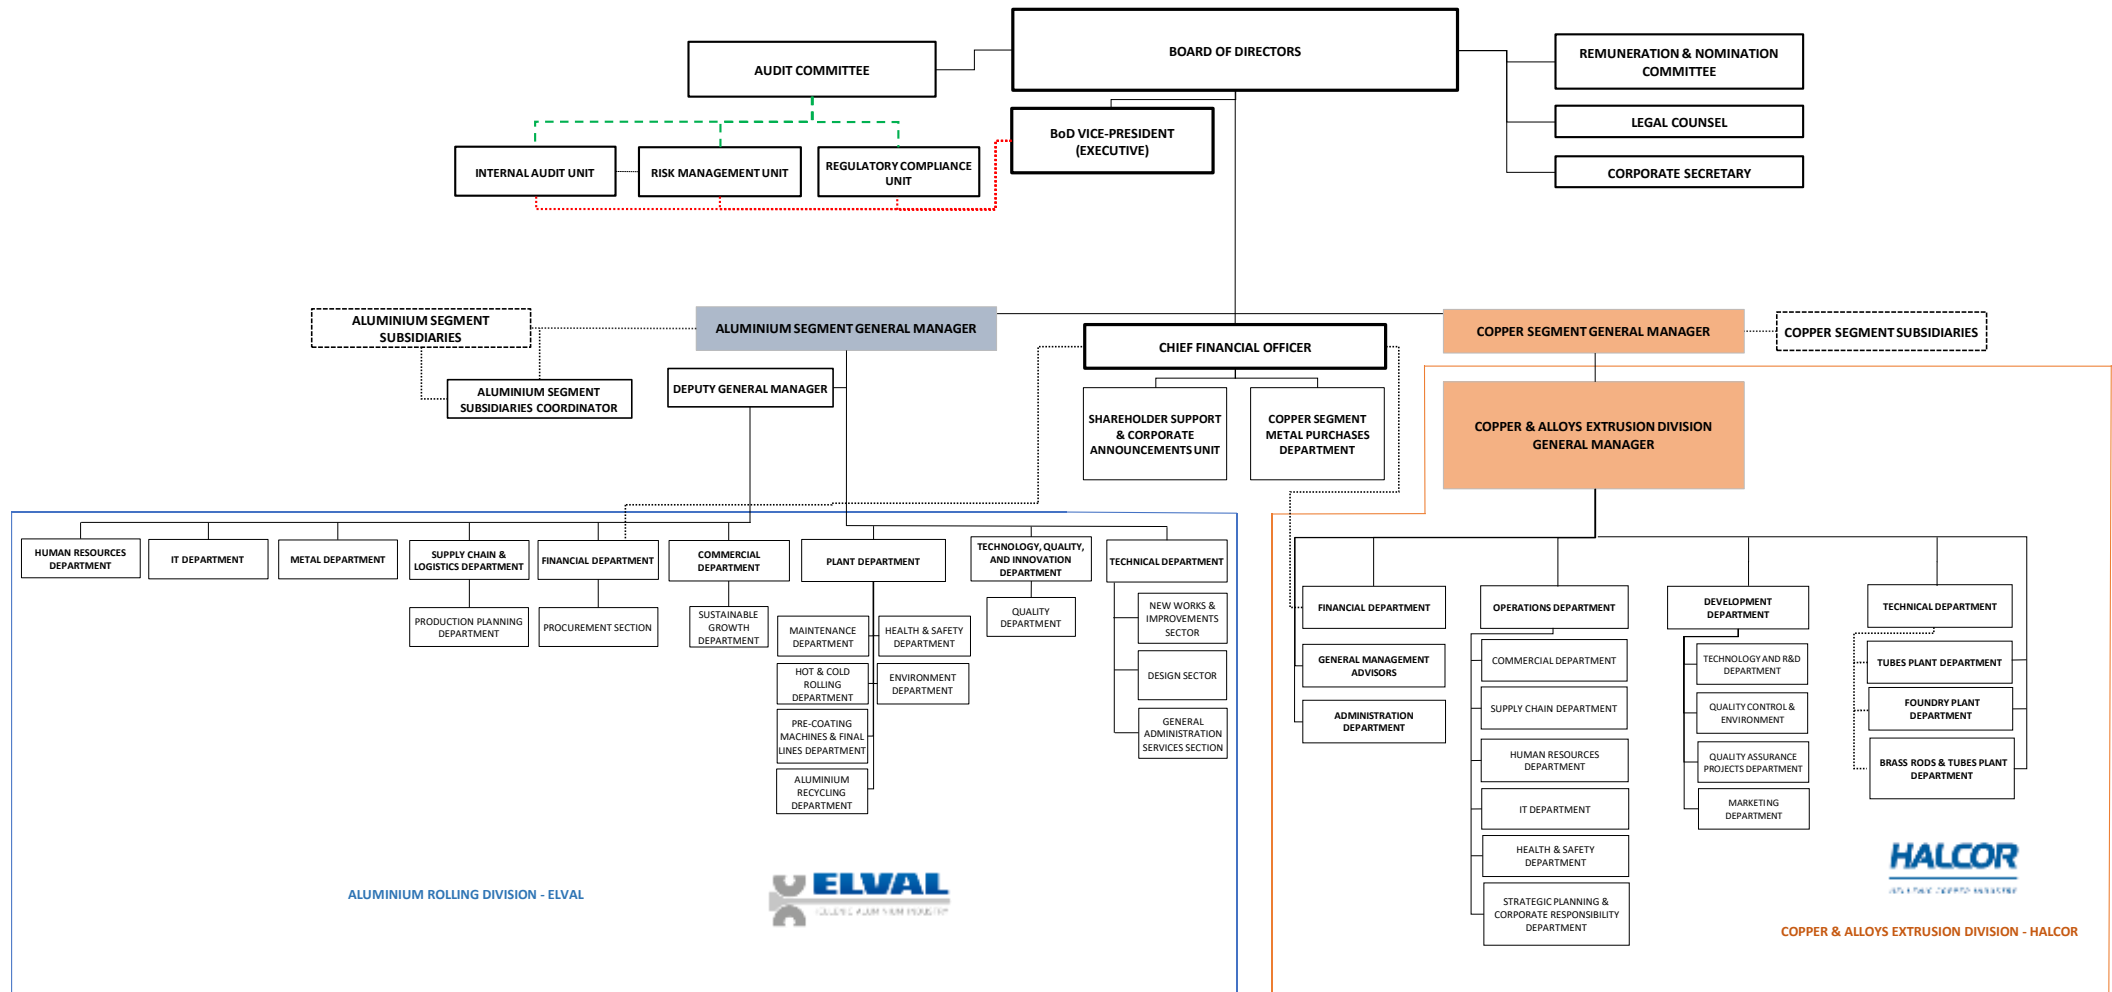 BOARD OF DIRECTORS
AUDIT COMMITTEE
REMUNERATION & NOMINATION
COMMITTEE
LEGAL COUNSEL
CORPORATE SECRETARY
BoD VICE-PRESIDENT
(EXECUTIVE)
INTERNAL AUDIT UNIT
RISK MANAGEMENT UNIT
REGULATORY COMPLIANCE
UNIT
ALUMINIUM SEGMENT
SUBSIDIARIES
ALUMINIUM SEGMENT GENERAL MANAGER
CHIEF FINANCIAL OFFICER
COPPER SEGMENT GENERAL MANAGER
COPPER SEGMENT SUBSIDIARIES
ALUMINIUM SEGMENT
SUBSIDIARIES COORDINATOR
DEPUTY GENERAL MANAGER
SHAREHOLDER SUPPORT
& CORPORATE
ANNOUNCEMENTS UNIT
COPPER SEGMENT
METAL PURCHASES
DEPARTMENT
COPPER & ALLOYS EXTRUSION DIVISION
GENERAL MANAGER
HUMAN RESOURCES
DEPARTMENT
IT DEPARTMENT
METAL DEPARTMENT
SUPPLY CHAIN &
LOGISTICS DEPARTMENT
FINANCIAL DEPARTMENT
COMMERCIAL
DEPARTMENT
PLANT DEPARTMENT
TECHNOLOGY, QUALITY,
AND INNOVATION
DEPARTMENT
TECHNICAL DEPARTMENT
PRODUCTION PLANNING
DEPARTMENT
PROCUREMENT SECTION
SUSTAINABLE
GROWTH
DEPARTMENT
MAINTENANCE
DEPARTMENT
HEALTH & SAFETY
DEPARTMENT
HOT & COLD
ROLLING
DEPARTMENT
ENVIRONMENT
DEPARTMENT
PRE-COATING
MACHINES & FINAL
LINES DEPARTMENT
ALUMINIUM
RECYCLING
DEPARTMENT
QUALITY
DEPARTMENT
NEW WORKS &
IMPROVEMENTS
SECTOR
DESIGN SECTOR
GENERAL
ADMINISTRATION
SERVICES SECTION
FINANCIAL DEPARTMENT
GENERAL MANAGEMENT
ADVISORS
ADMINISTRATION
DEPARTMENT
OPERATIONS DEPARTMENT
COMMERCIAL DEPARTMENT
SUPPLY CHAIN DEPARTMENT
HUMAN RESOURCES
DEPARTMENT
IT DEPARTMENT
HEALTH & SAFETY
DEPARTMENT
STRATEGIC PLANNING &
CORPORATE RESPONSIBILITY
DEPARTMENT
DEVELOPMENT
DEPARTMENT
TECHNOLOGY AND R&D
DEPARTMENT
QUALITY CONTROL &
ENVIRONMENT
QUALITY ASSURANCE
PROJECTS DEPARTMENT
MARKETING
DEPARTMENT
TECHNICAL DEPARTMENT
TUBES PLANT DEPARTMENT
FOUNDRY PLANT
DEPARTMENT
BRASS RODS & TUBES PLANT
DEPARTMENT
ALUMINIUM ROLLING DIVISION - ELVAL
ELVAL
HELLENIC ALUMINIUM INDUSTRY
HALCOR
HELLENIC COPPER INDUSTRY
COPPER & ALLOYS EXTRUSION DIVISION - HALCOR